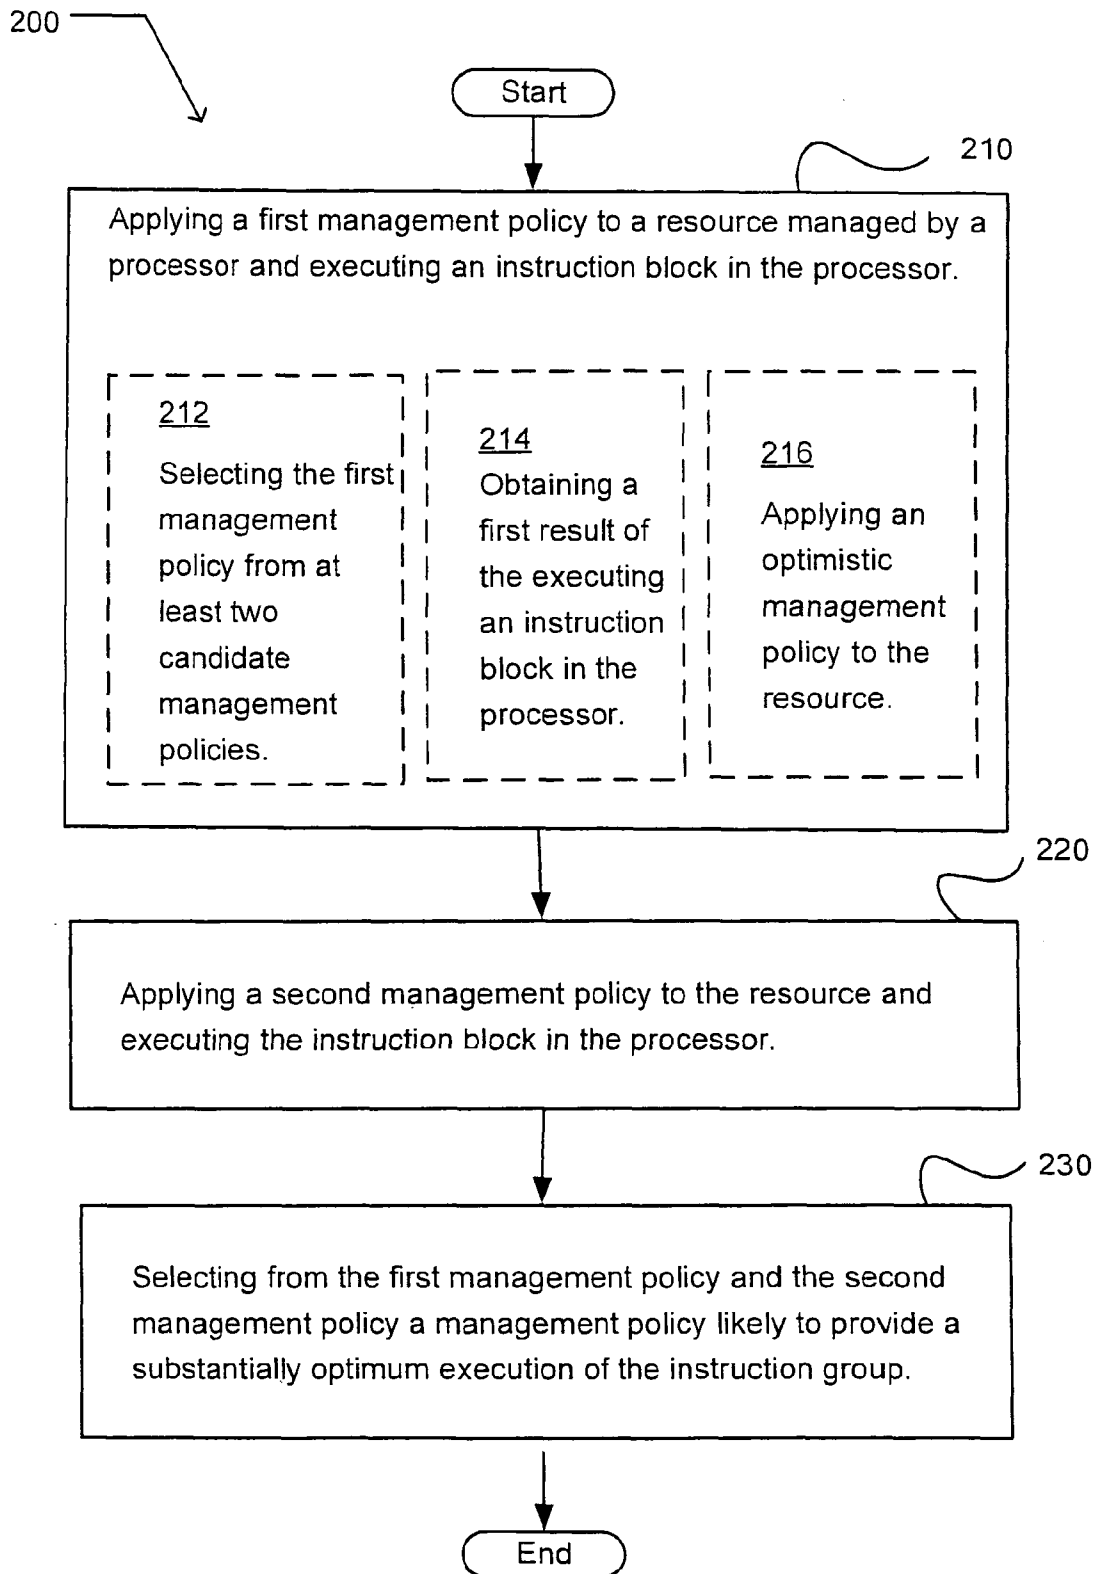 200
Start
210
Applying a first management policy to a resource managed by a
processor and executing an instruction block in the processor.
212
Selecting the first
management
policy from at
least two
candidate
management
policies.
214
Obtaining a
first result of
the executing
an instruction
block in the
processor.
216
Applying an
optimistic
management
policy to the
resource.
220
Applying a second management policy to the resource and
executing the instruction block in the processor.
230
Selecting from the first management policy and the second
management policy a management policy likely to provide a
substantially optimum execution of the instruction group.
End